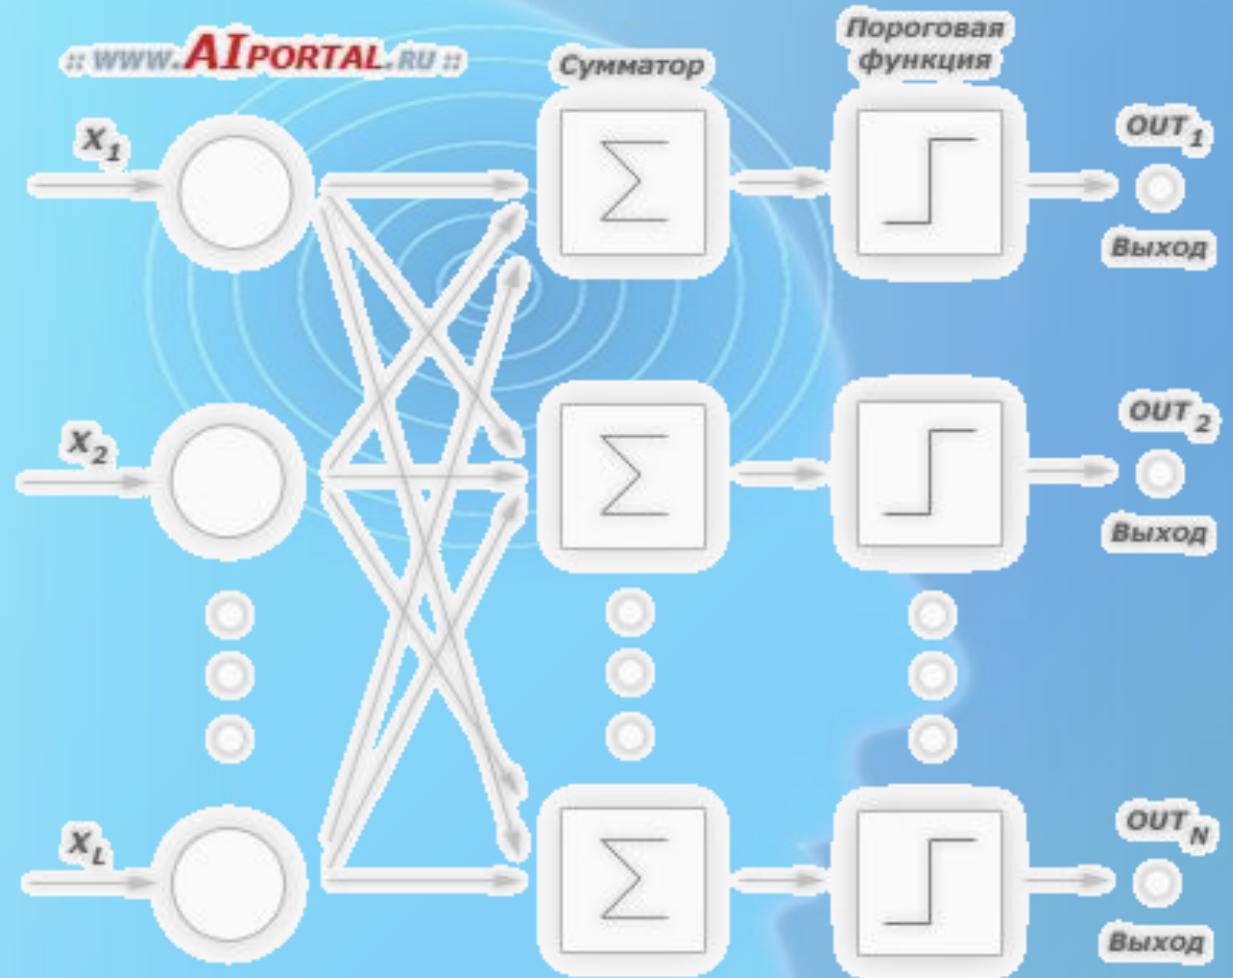 :: www.AIPORTAL.RU ::
Сумматор
Пороговая
функция
X1
OUT1
Выход
X2
OUT2
Выход
XL
OUTN
Выход